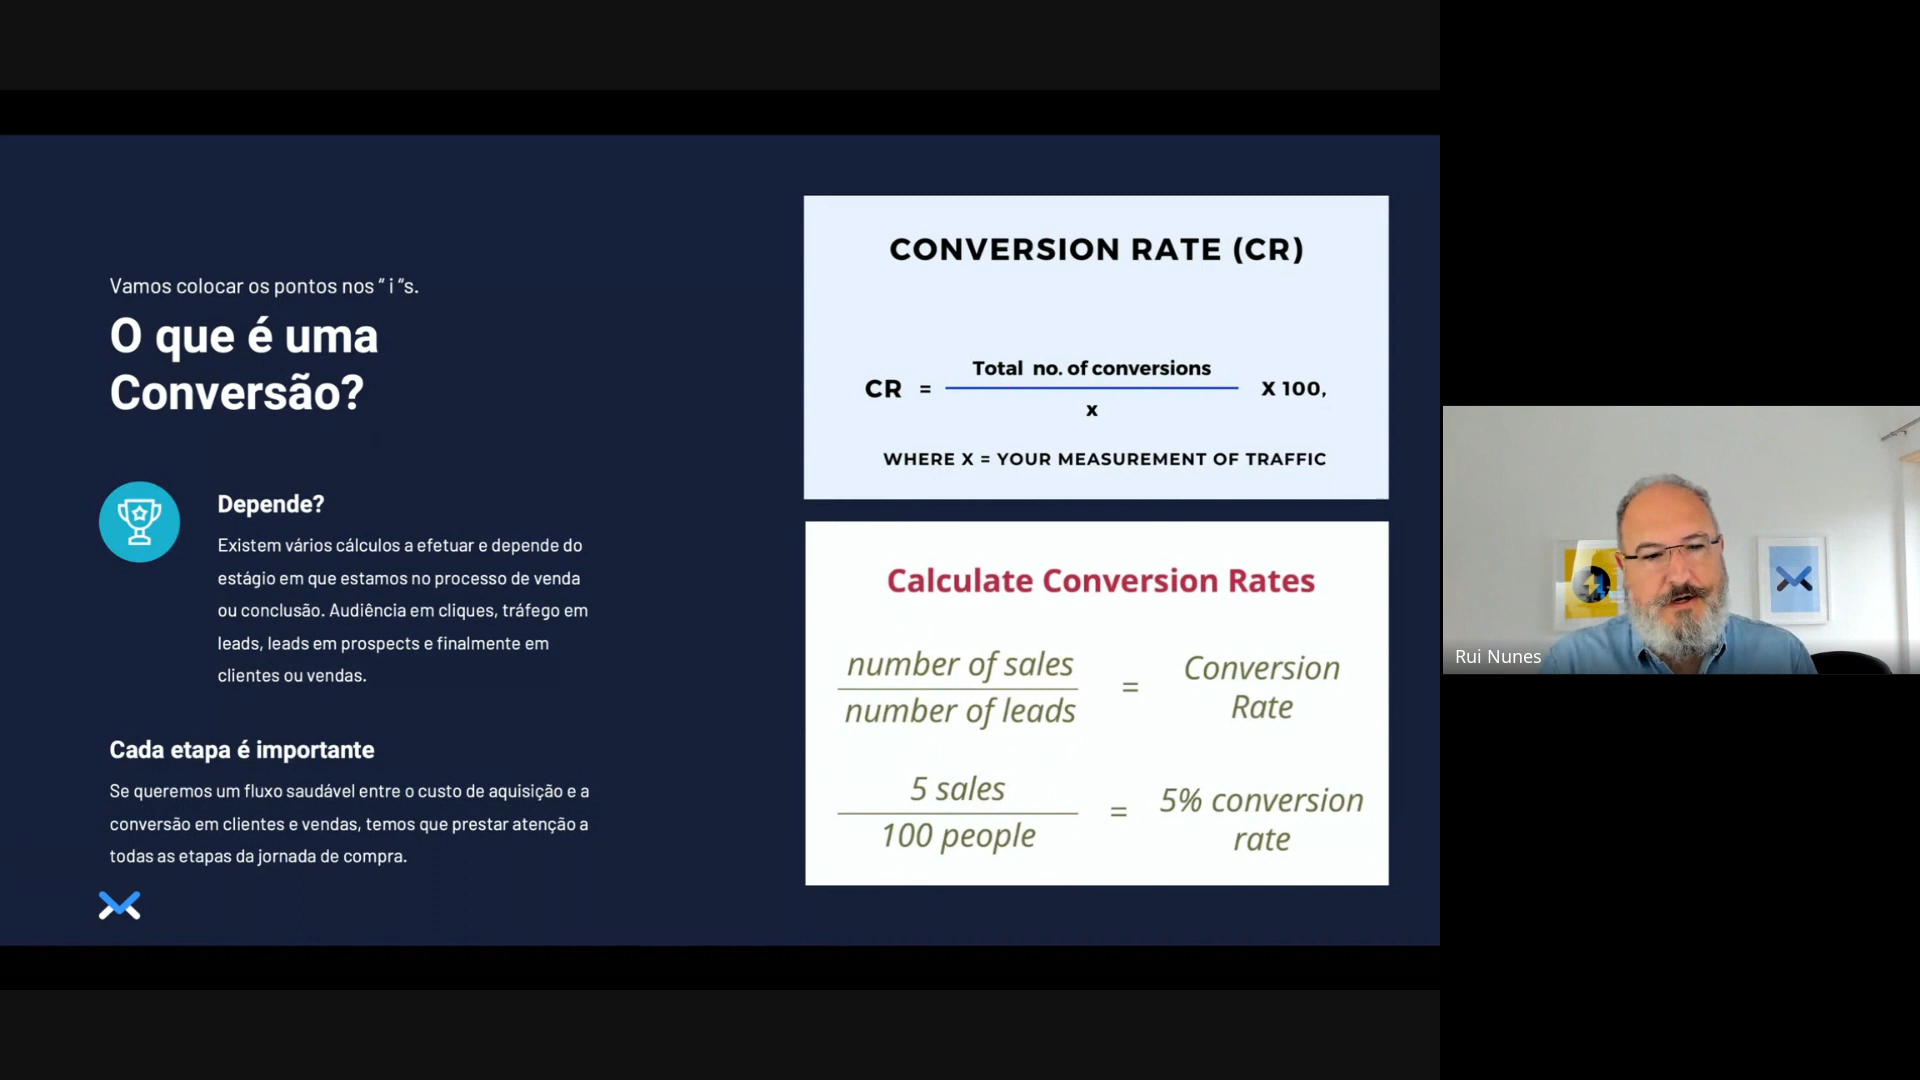 Vamos colocar os pontos nos “ i “s.
O que é uma
Conversão?
Depende?
Existem vários cálculos a efetuar e depende do
estágio em que estamos no processo de venda
ou conclusão. Audiência em cliques, tráfego em
leads, leads em prospects e finalmente em
clientes ou vendas.
Cada etapa é importante
Se queremos um fluxo saudável entre o custo de aquisição e a
conversão em clientes e vendas, temos que prestar atenção a
todas as etapas da jornada de compra.
CONVERSION RATE (CR)
Total no. of conversions
CR = X 100,
x
WHERE X = YOUR MEASUREMENT OF TRAFFIC
Calculate Conversion Rates
number of sales
number of leads
= Conversion
Rate
5 sales
100 people
= 5% conversion
rate
Rui Nunes